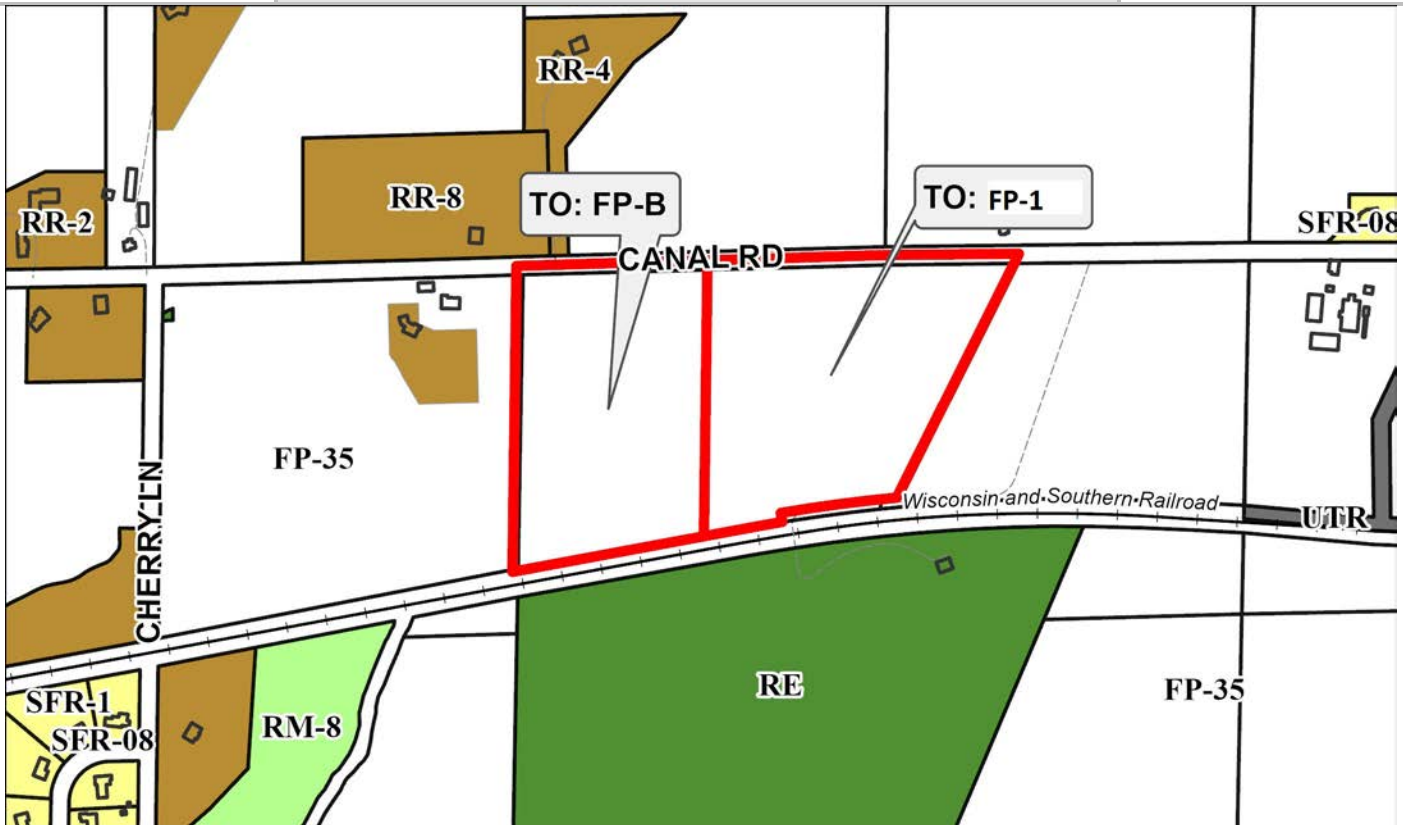 RR-4
RR-8
RR-2
TO: FP-B
TO: FP-1
SFR-08
CANAL RD
FP-35
CHERRY LN
Wisconsin and Southern Railroad
UTR
RE
FP-35
SFR-1
SFR-08
RM-8